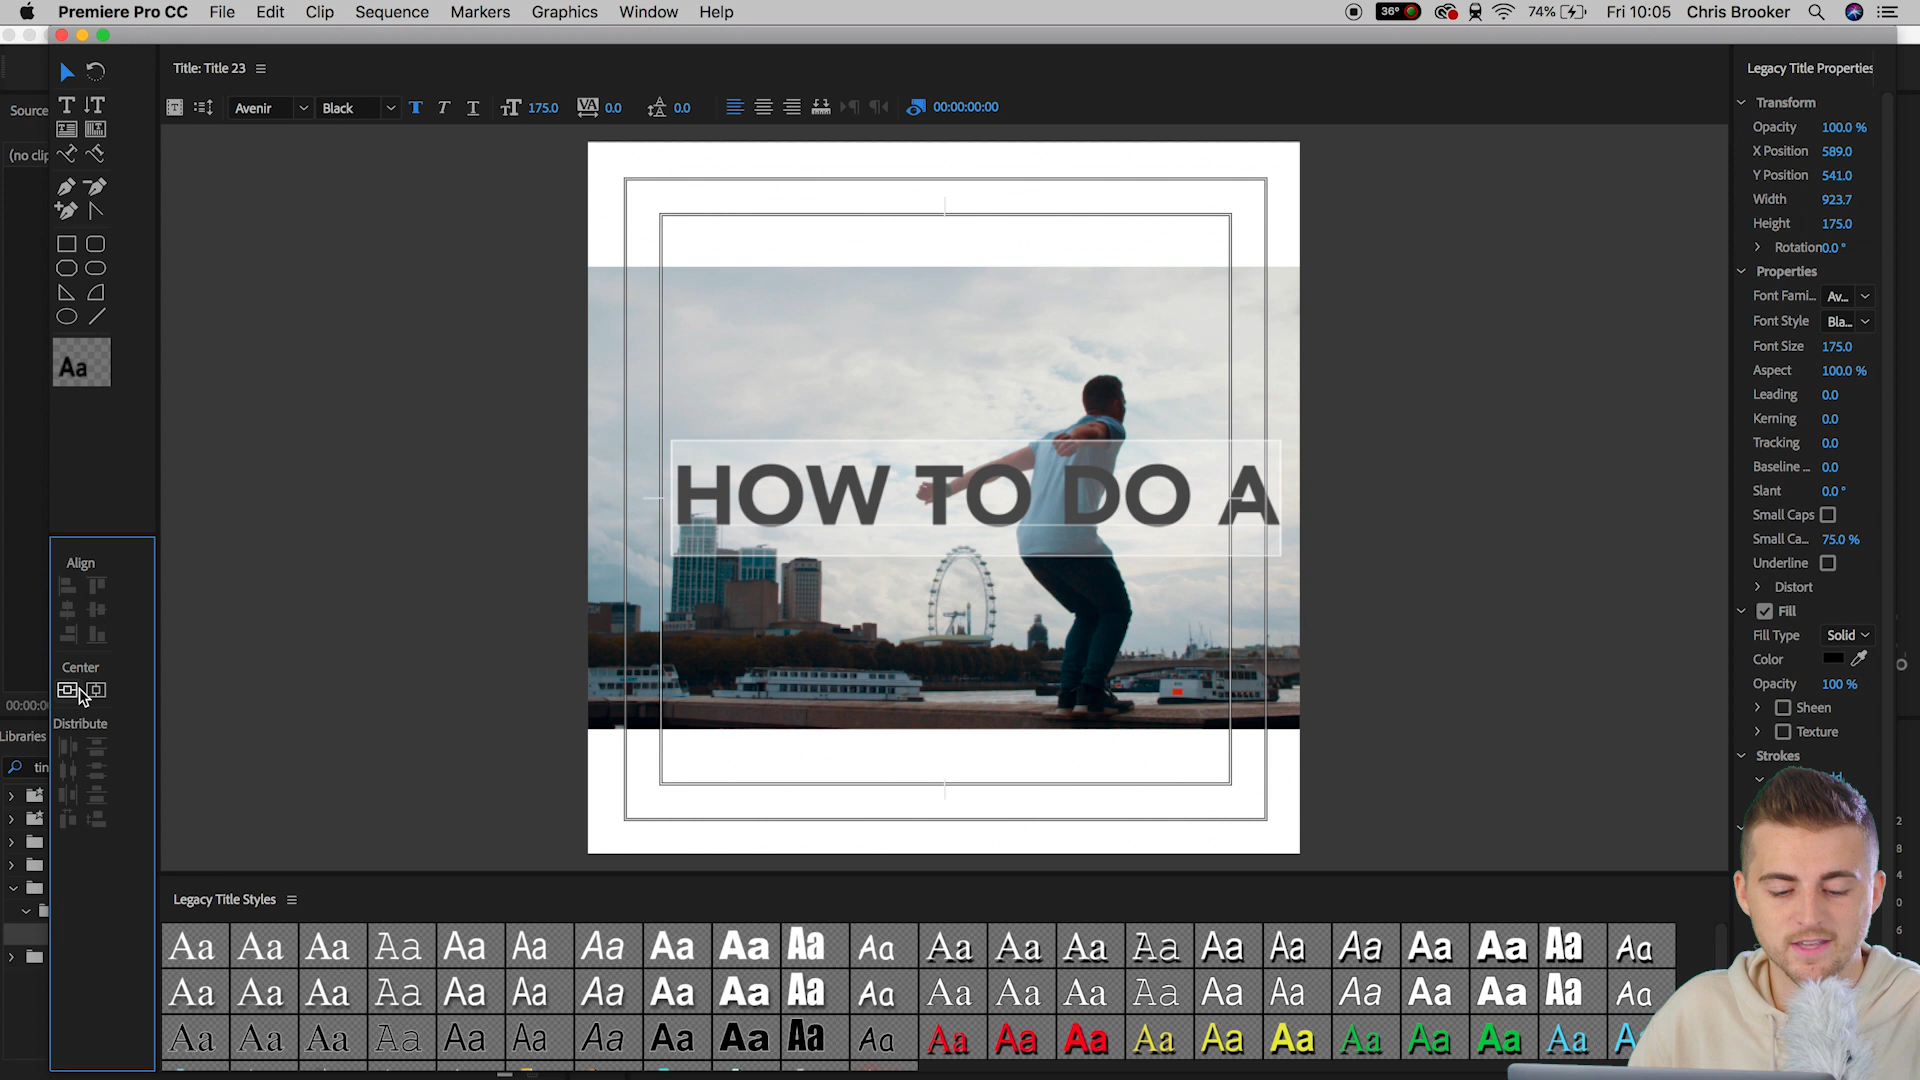 Premiere Pro CC File Edit Clip Sequence Markers Graphics Window Help 36° 74% Fri 10:05 Chris Brooker
Title: Title 23
Legacy Title Properties
Source
T T Avenir Black T T T TT 175.0 VA 0.0 A 0.0 00:00:00:00
Transform
Opacity 100.0 %
(no clip
X Position 589.0
Y Position 541.0
Width 923.7
Height 175.0
Rotation 0.0 °
Properties
Font Fami... Av...
Font Style Bla...
Font Size 175.0
Aa
Aspect 100.0 %
Leading 0.0
Kerning 0.0
Tracking 0.0
Baseline ... 0.0
HOW TO DO A
Slant 0.0 °
Small Caps
Small Ca... 75.0 %
Align
Underline
Distort
Fill
Fill Type Solid
Center
Color
Opacity 100 %
00:00:0
Sheen
Distribute
Texture
Libraries
Strokes
tin
Legacy Title Styles
Aa Aa Aa Aa Aa Aa Aa Aa Aa Aa Aa Aa Aa Aa Aa Aa Aa Aa Aa Aa Aa Aa
Aa Aa Aa Aa Aa Aa Aa Aa Aa Aa Aa Aa Aa Aa Aa Aa Aa Aa Aa Aa Aa Aa
Aa Aa Aa Aa Aa Aa Aa Aa Aa Aa Aa Aa Aa Aa Aa Aa Aa Aa Aa Aa Aa A